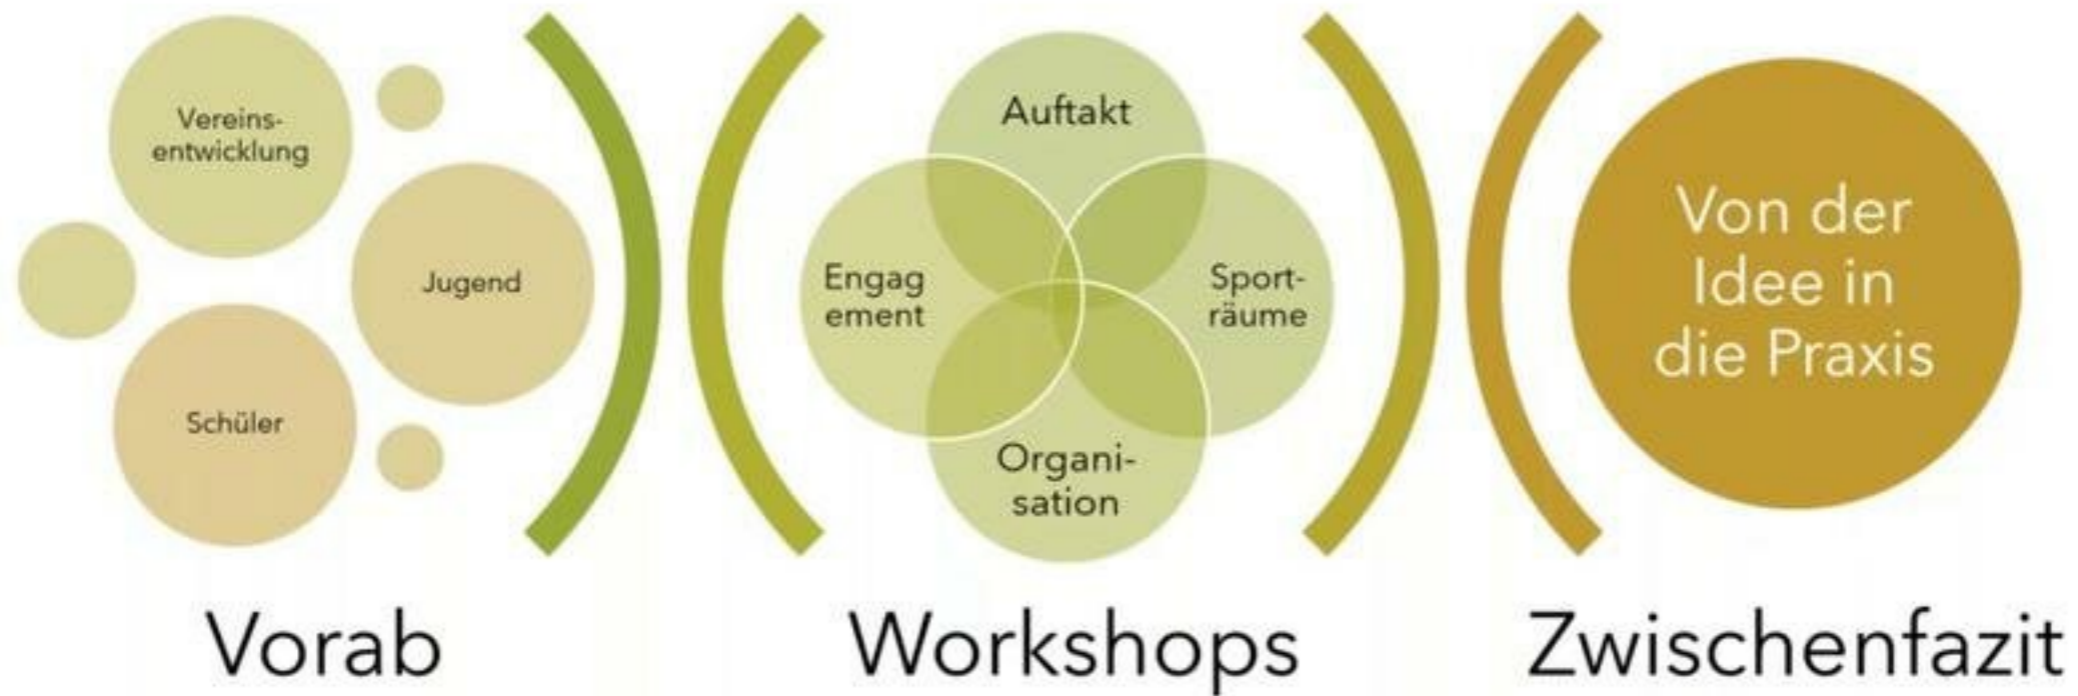 Vereins-
entwicklung
Jugend
Schüler
Vorab
Auftakt
Engag
ement
Sport-
räume
Organi-
sation
Workshops
Von der
Idee in
die Praxis
Zwischenfazit